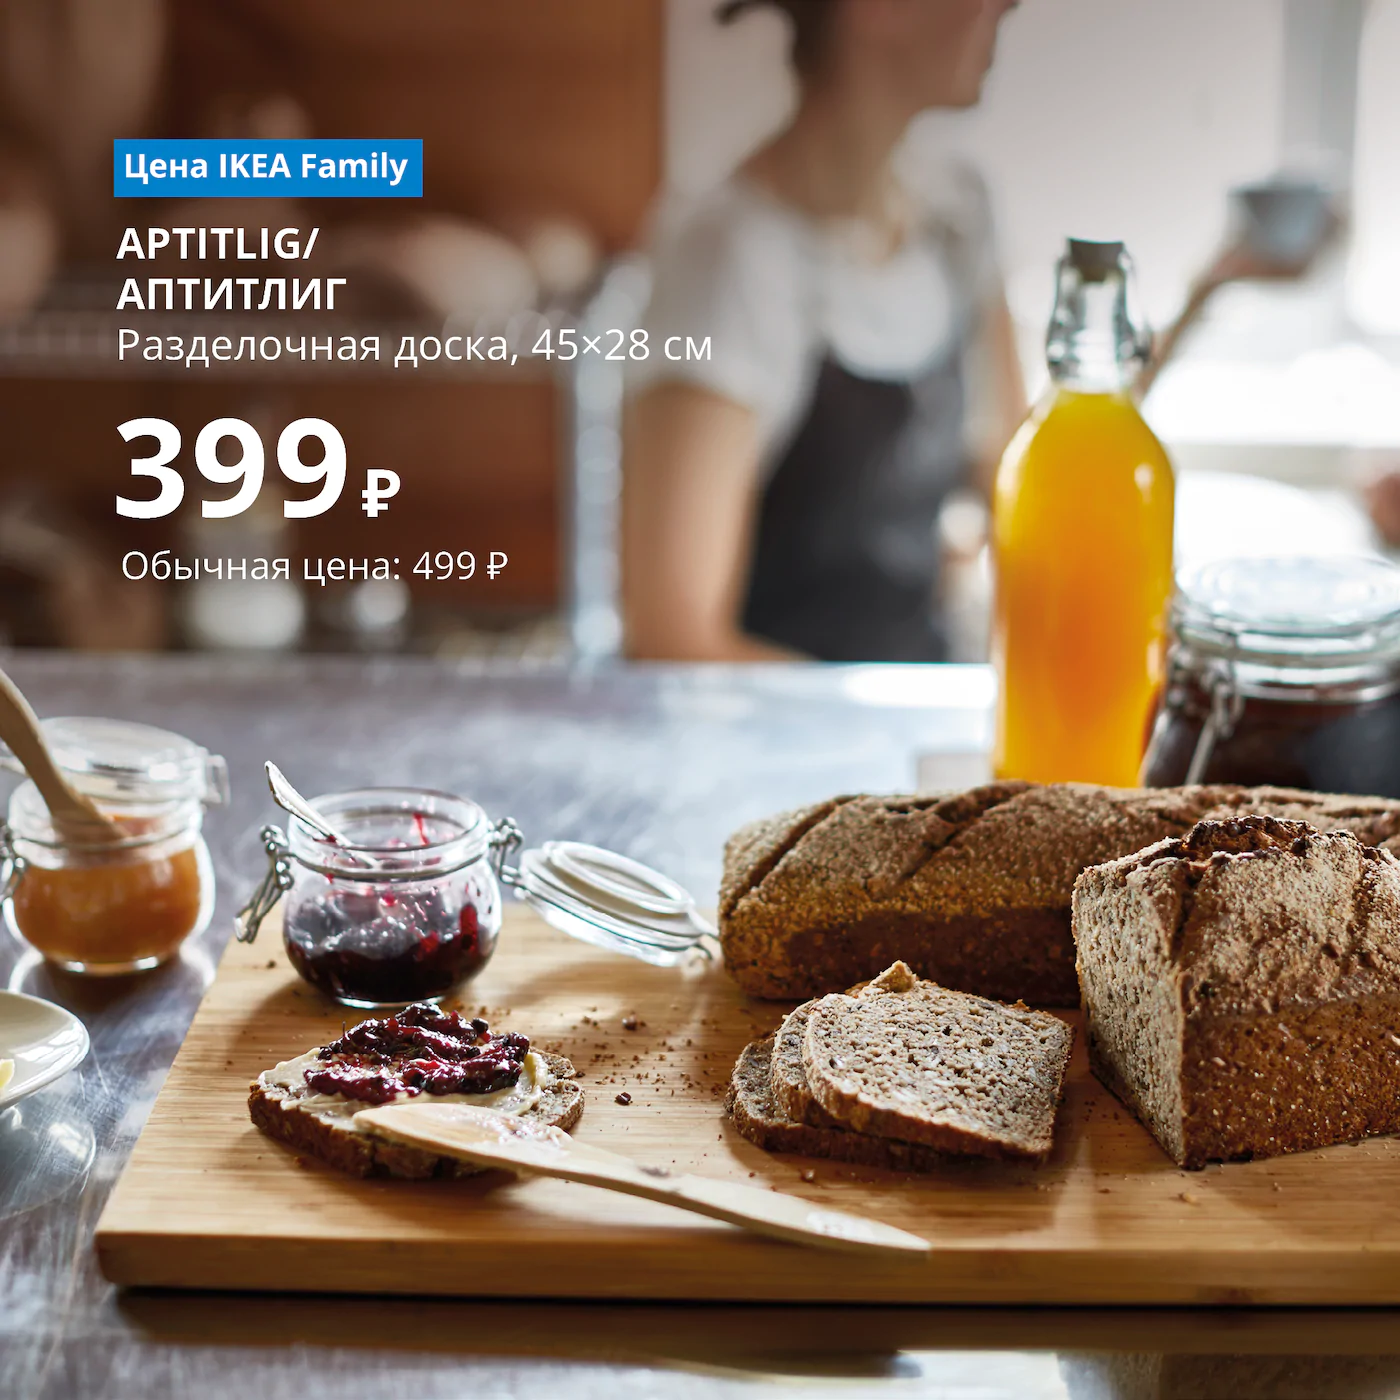 Цена IKEA Family
APTITLIG/
АПТИТЛИГ
Разделочная доска, 45×28 см
399 ₽
Обычная цена: 499 ₽